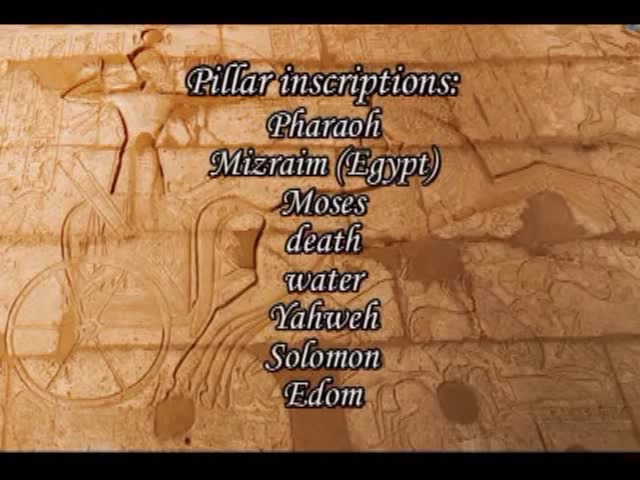 Pillar inscriptions:
Pharaoh
Mizraim (Egypt)
Moses
death
water
Yahweh
Solomon
Edom